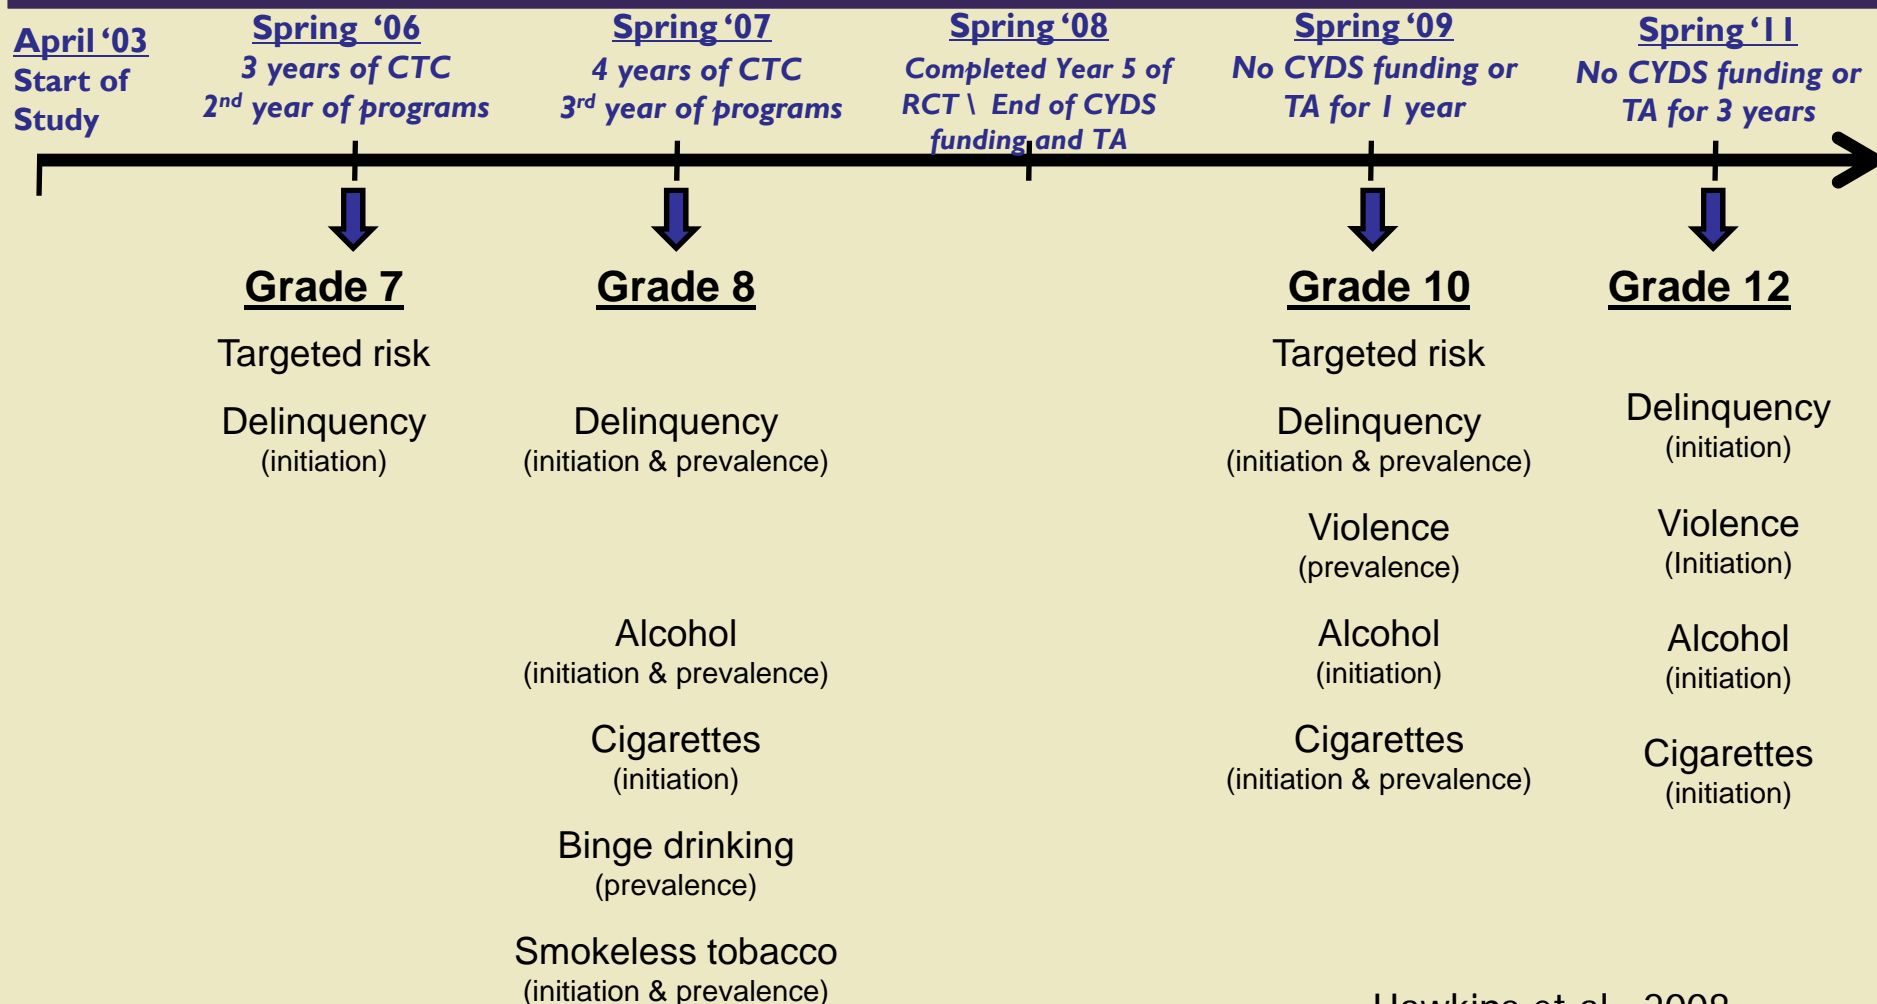 April ‘03
Start of
Study
Spring ‘06
3 years of CTC
2nd year of programs
Spring ‘07
4 years of CTC
3rd year of programs
Spring ‘08
Completed Year 5 of
RCT \ End of CYDS
funding and TA
Spring ‘09
No CYDS funding or
TA for 1 year
Spring ‘11
No CYDS funding or
TA for 3 years
Grade 7
Targeted risk
Delinquency
(initiation)
Grade 8
Delinquency
(initiation & prevalence)
Alcohol
(initiation & prevalence)
Cigarettes
(initiation)
Binge drinking
(prevalence)
Smokeless tobacco
(initiation & prevalence)
Grade 10
Targeted risk
Delinquency
(initiation & prevalence)
Violence
(prevalence)
Alcohol
(initiation)
Cigarettes
(initiation & prevalence)
Grade 12
Delinquency
(initiation)
Violence
(Initiation)
Alcohol
(initiation)
Cigarettes
(initiation)
Hawkins et al., 2008